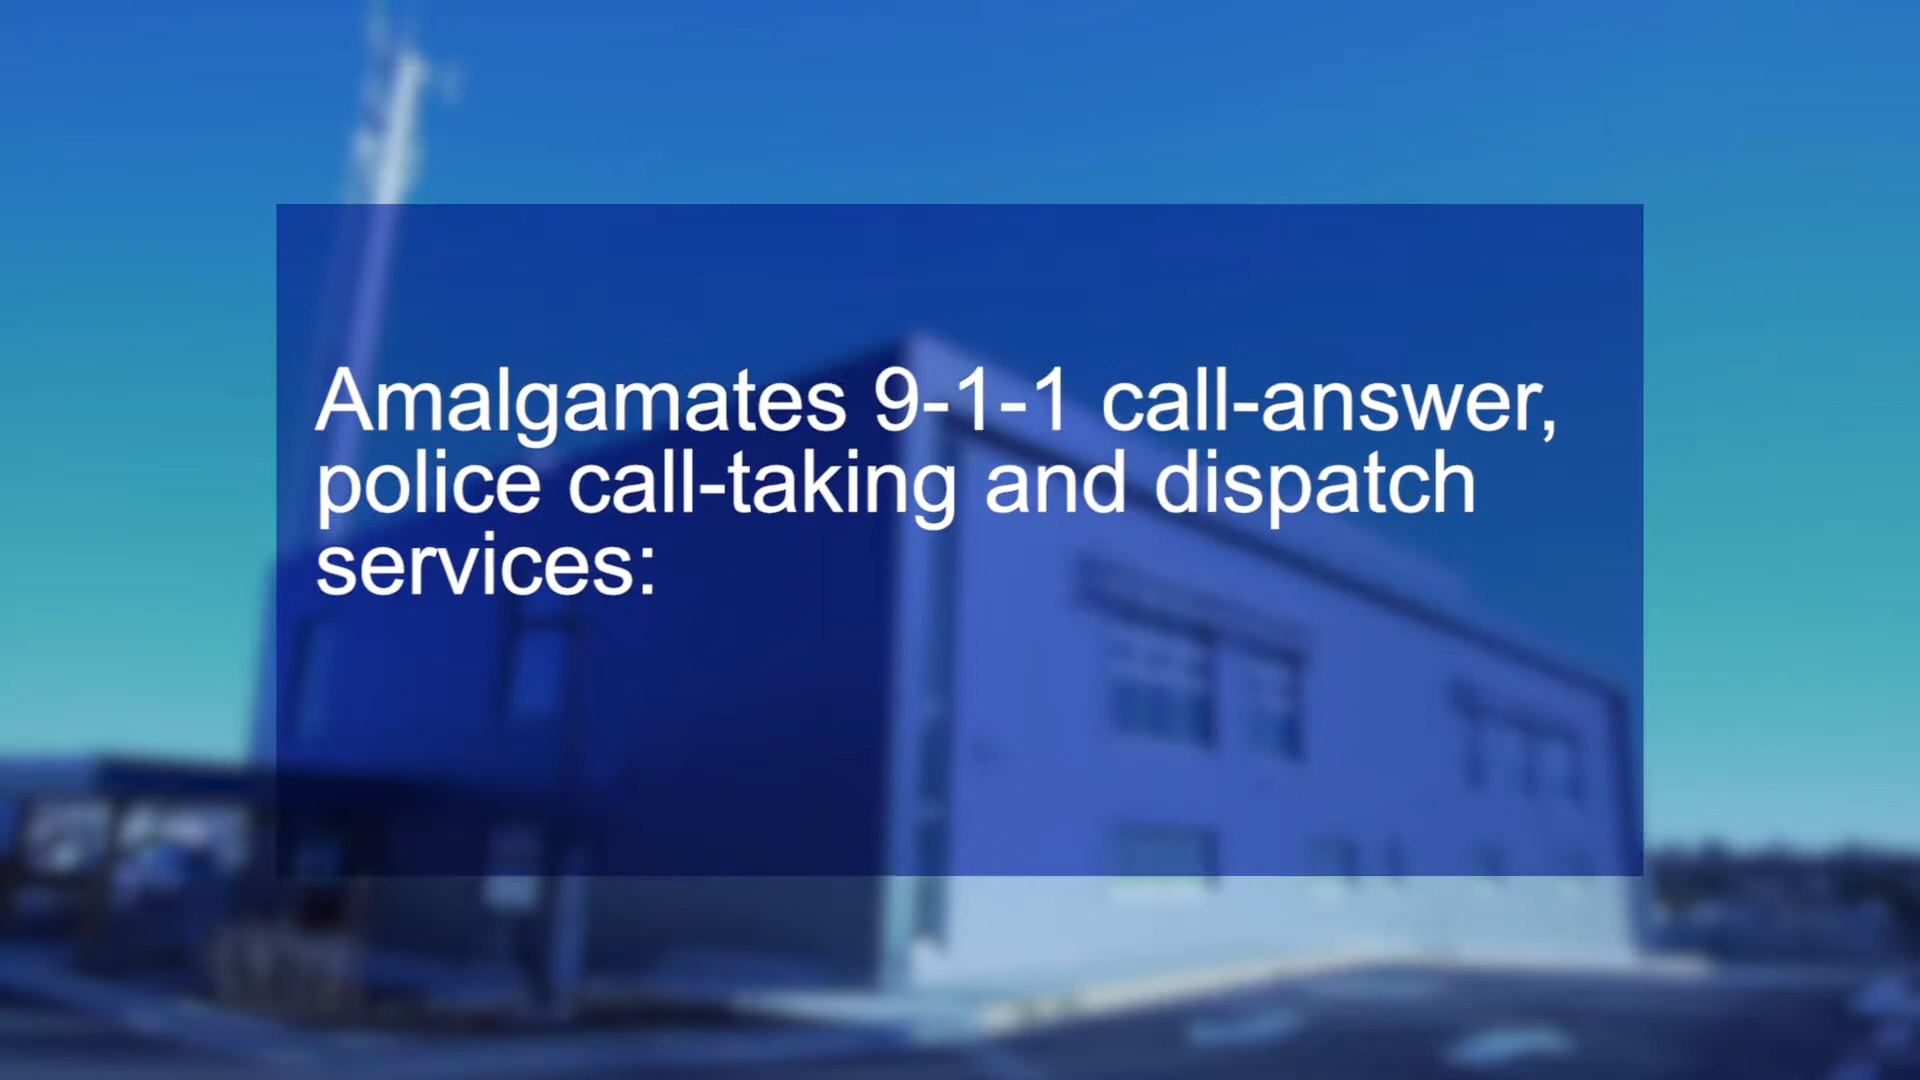 Amalgamates 9-1-1 call-answer,
police call-taking and dispatch
services: